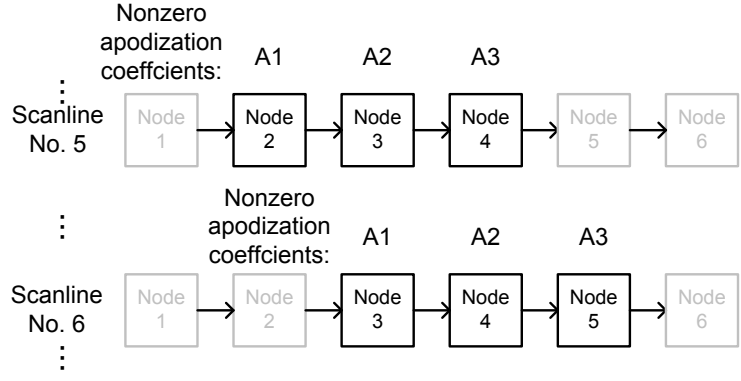 Nonzero
apodization
coeffcients:
A1
A2
A3
Scanline
No. 5
Node
1
Node
2
Node
3
Node
4
Node
5
Node
6
Nonzero
apodization
coeffcients:
A1
A2
A3
Scanline
No. 6
Node
1
Node
2
Node
3
Node
4
Node
5
Node
6